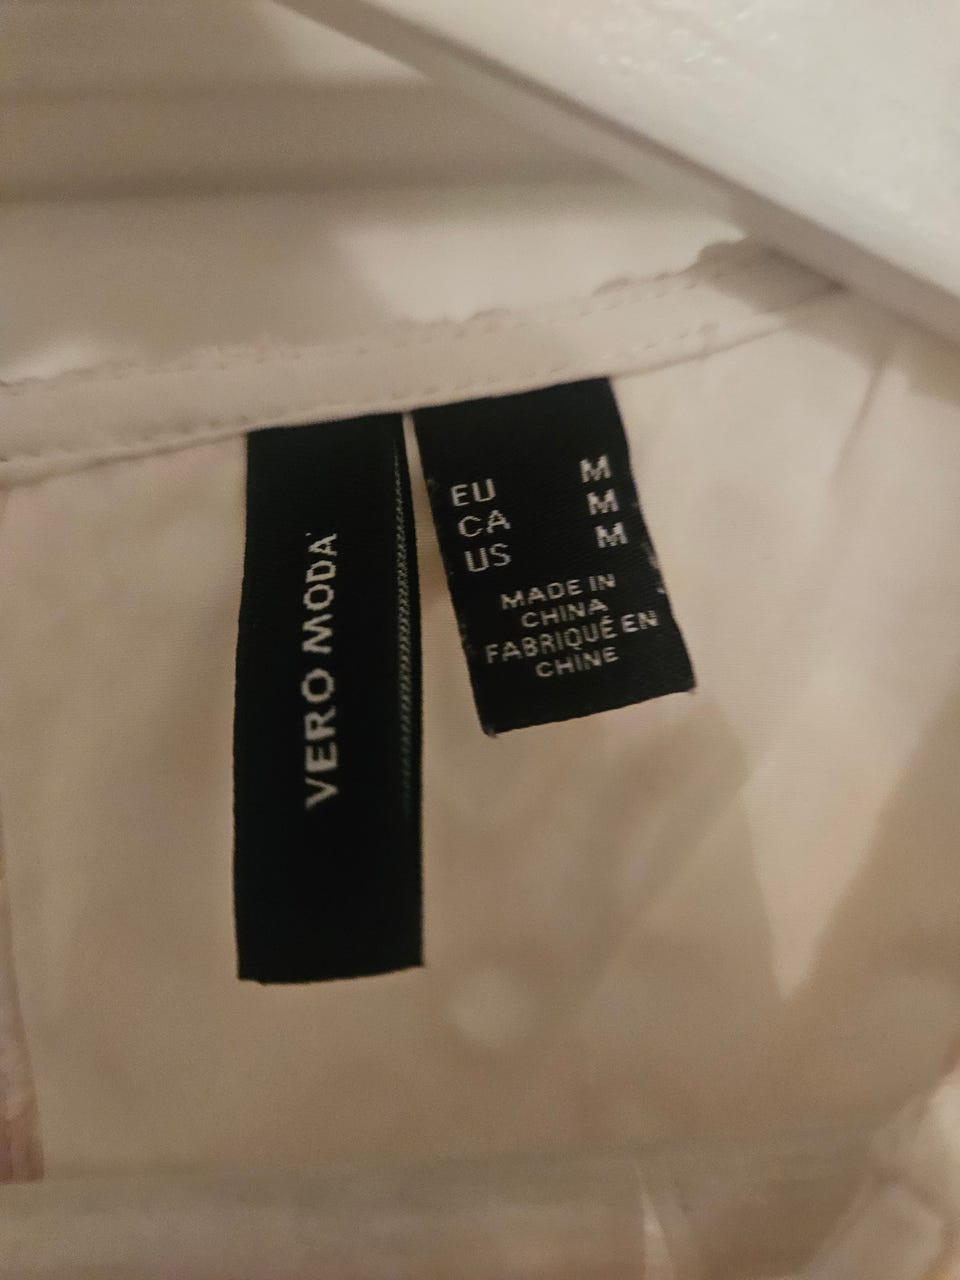 VERO MODA
EU M
CA M
US M
MADE IN
CHINA
FABRIQUÉ EN
CHINE